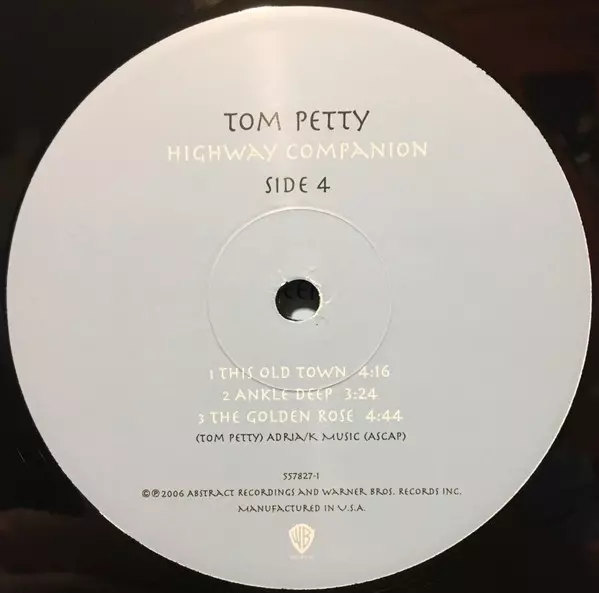 TOM PETTY
HIGHWAY COMPANION
SIDE 4
1 THIS OLD TOWN 4:16
2 ANKLE DEEP 3:24
3 THE GOLDEN ROSE 4:44
(TOM PETTY) ADRIA/K MUSIC (ASCAP)
557827-1
©℗2006 ABSTRACT RECORDINGS AND WARNER BROS. RECORDS INC.
MANUFACTURED IN U.S.A.
WB